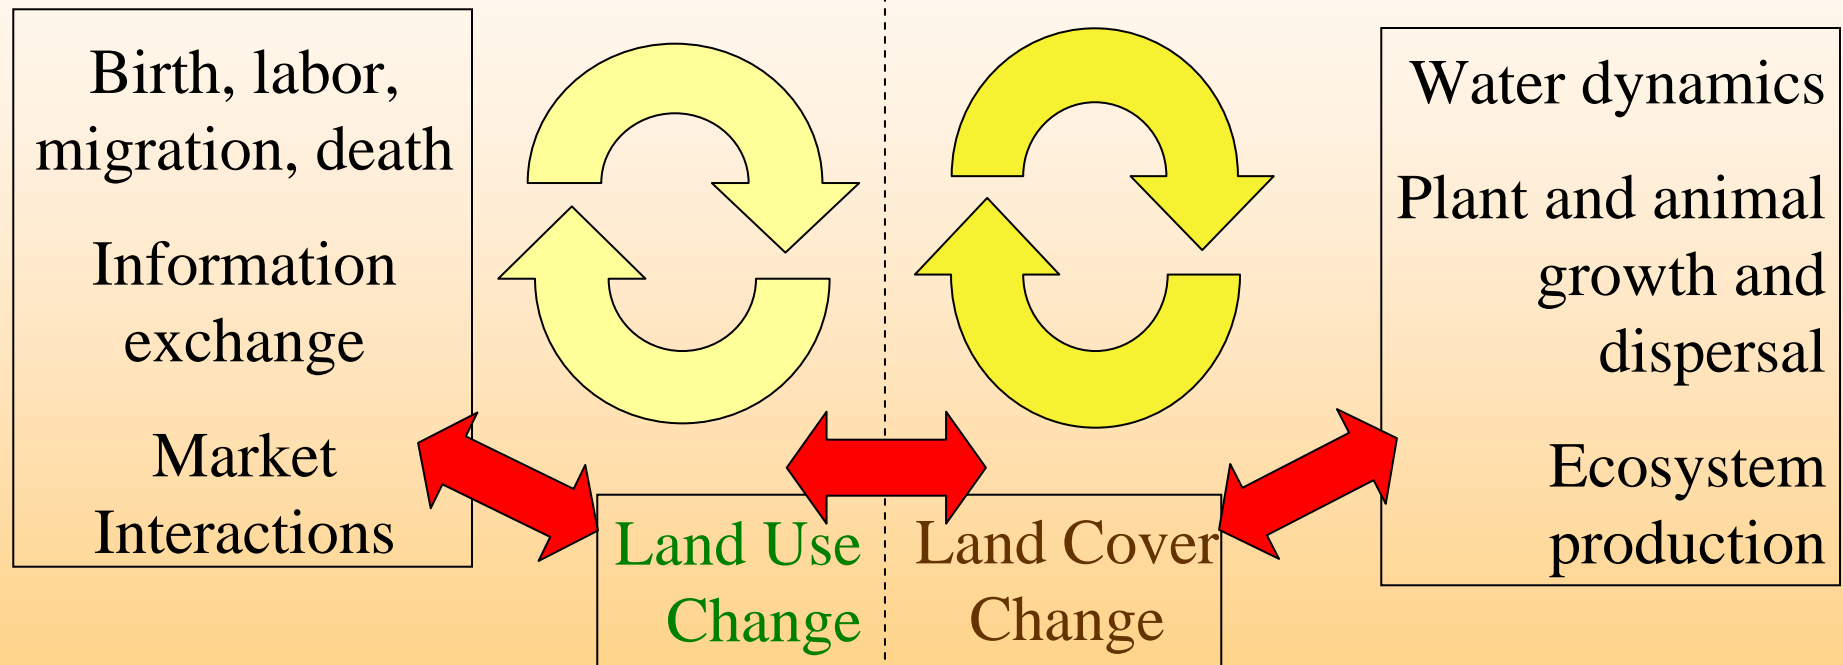 Birth, labor,
migration, death
Information
exchange
Market
Interactions
Land Use
Change
Land Cover
Change
Water dynamics
Plant and animal
growth and
dispersal
Ecosystem
production